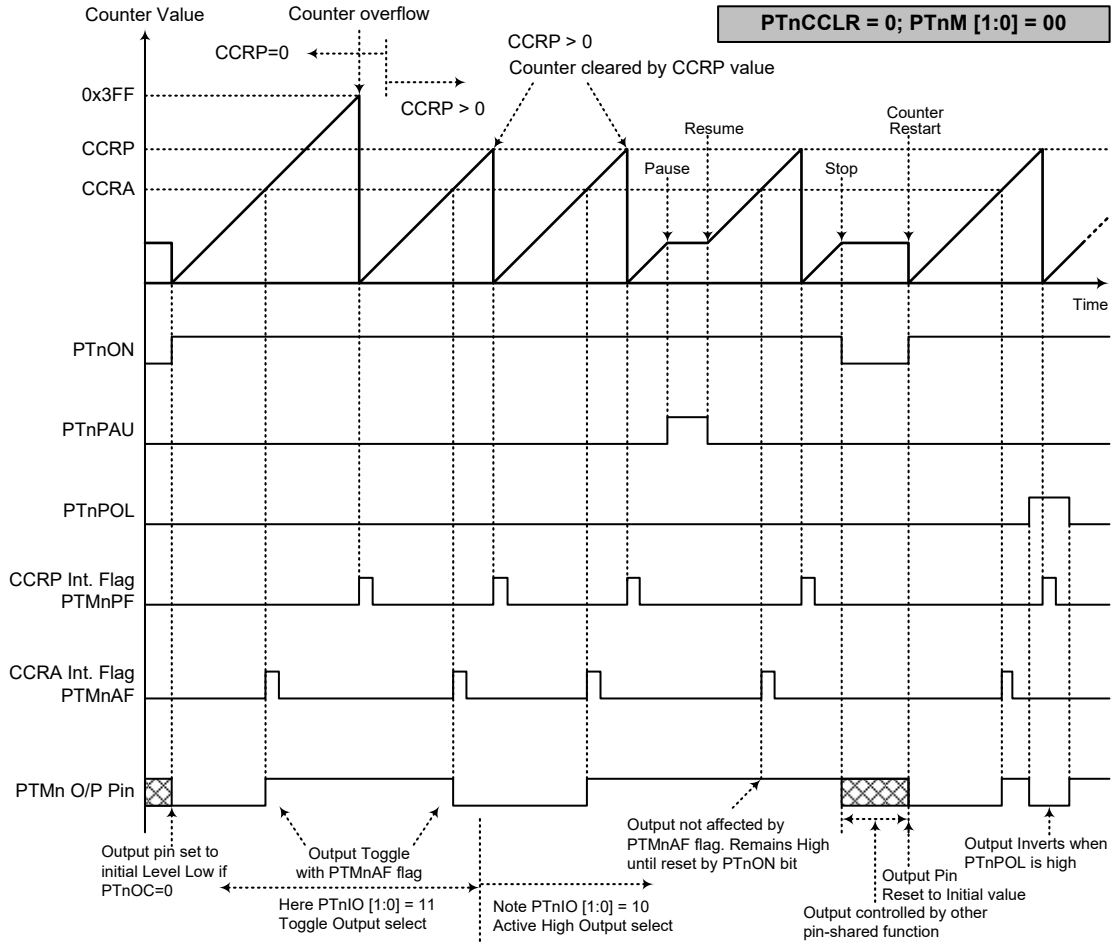 Counter Value
Counter overflow
PTnCCLR = 0; PTnM [1:0] = 00
CCRP=0
CCRP > 0
CCRP > 0
Counter cleared by CCRP value
0x3FF
CCRP
CCRA
Pause
Resume
Stop
Counter
Restart
Time
PTnON
PTnPAU
PTnPOL
CCRP Int. Flag
PTMnPF
CCRA Int. Flag
PTMnAF
PTMn O/P Pin
Output pin set to
initial Level Low if
PTnOC=0
Output Toggle
with PTMnAF flag
Here PTnIO [1:0] = 11
Toggle Output select
Note PTnIO [1:0] = 10
Active High Output select
Output not affected by
PTMnAF flag. Remains High
until reset by PTnON bit
Output Pin
Reset to Initial value
Output controlled by other
pin-shared function
Output Inverts when
PTnPOL is high